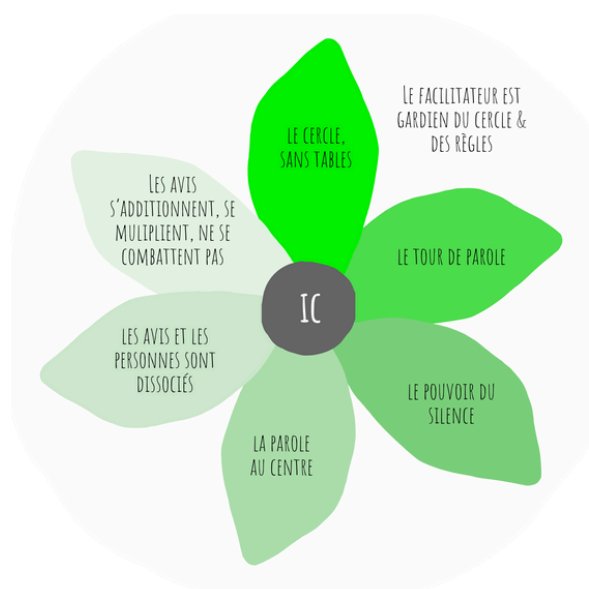 LE CERCLE,
SANS TABLES
LE FACILITATEUR EST
GARDIEN DU CERCLE &
DES RÈGLES
LE TOUR DE PAROLE
LE POUVOIR DU
SILENCE
LA PAROLE
AU CENTRE
LES AVIS ET LES
PERSONNES SONT
DISSOCIÉS
LES AVIS
S'ADDITIONNENT, SE
MULIPLIENT, NE SE
COMBATTENT PAS
IC